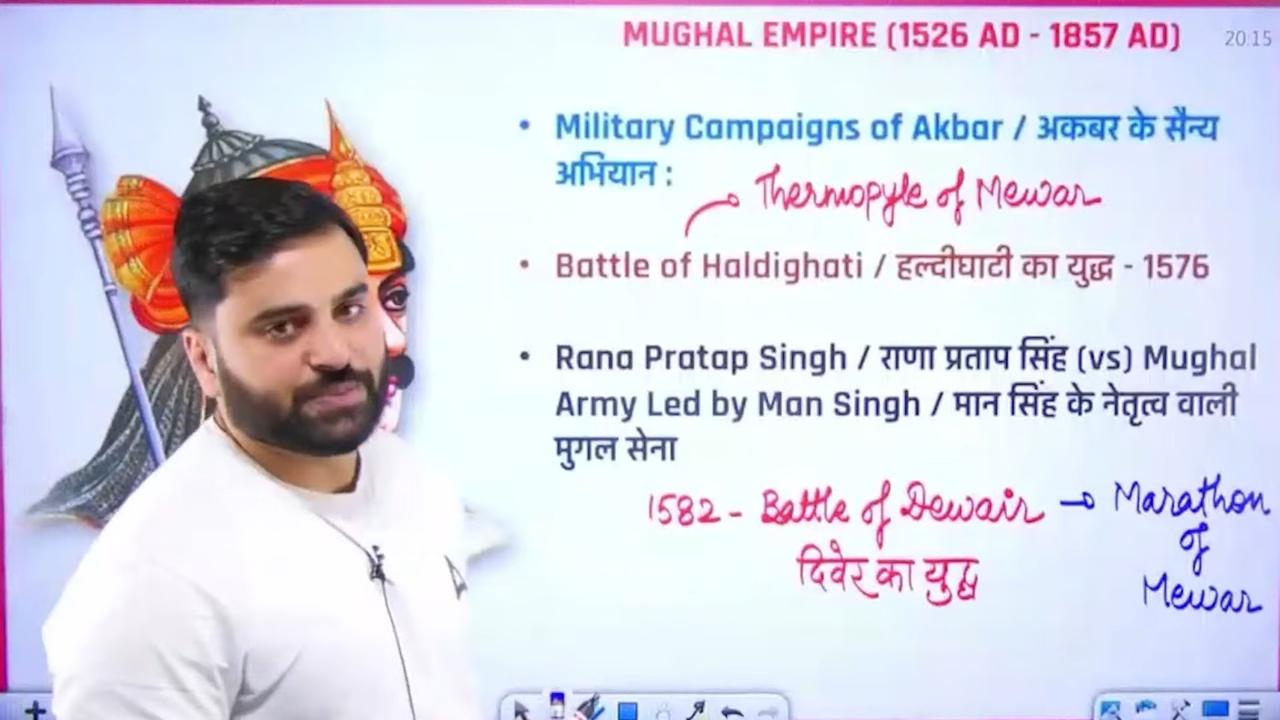 MUGHAL EMPIRE (1526 AD - 1857 AD)
20:15
• Military Campaigns of Akbar / अकबर के सैन्य
अभियान :
Thermopyle of Mewar
• Battle of Haldighati / हल्दीघाटी का युद्ध - 1576
• Rana Pratap Singh / राणा प्रताप सिंह (vs) Mughal
Army Led by Man Singh / मान सिंह के नेतृत्व वाली
मुगल सेना
1582 - Battle of Dewair → Marathon
of
Mewar
दिवेर का युद्ध